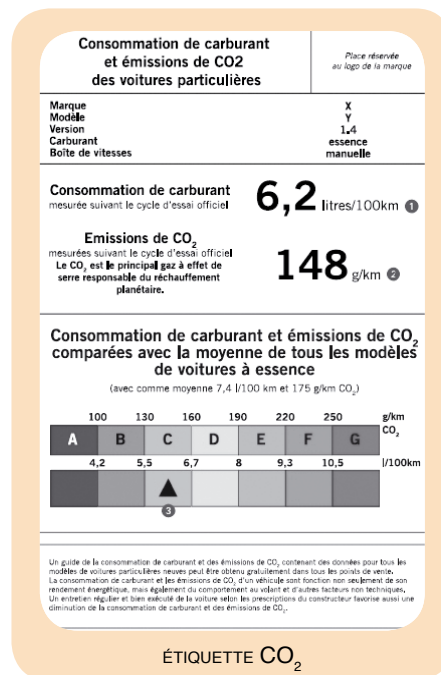 Consommation de carburant
et émissions de CO2
des voitures particulières
Place réservée
au logo de la marque
Marque X
Modèle Y
Version 1.4
Carburant essence
Boîte de vitesses manuelle
Consommation de carburant
mesurée suivant le cycle d'essai officiel
6,2 litres/100km 1
Emissions de CO₂
mesurées suivant le cycle d'essai officiel
Le CO₂ est le principal gaz à effet de
serre responsable du réchauffement
planétaire.
148 g/km 2
Consommation de carburant et émissions de CO₂
comparées avec la moyenne de tous les modèles
de voitures à essence
(avec comme moyenne 7,4 l/100 km et 175 g/km CO₂)
100 130 160 190 220 250 g/km
CO₂
A B C D E F G
4,2 5,5 6,7 8 9,3 10,5 l/100km
3
Un guide de la consommation de carburant et des émissions de CO₂ contenant des données pour tous les
modèles de voitures particulières neuves peut être obtenu gratuitement dans tous les points de vente.
La consommation de carburant et les émissions de CO₂ d'un véhicule sont fonction non seulement de son
rendement énergétique, mais également du comportement au volant et d'autres facteurs non techniques.
Un entretien régulier et bien exécuté de la voiture selon les prescriptions du constructeur favorise aussi une
diminution de la consommation de carburant et des émissions de CO₂.
ÉTIQUETTE CO₂